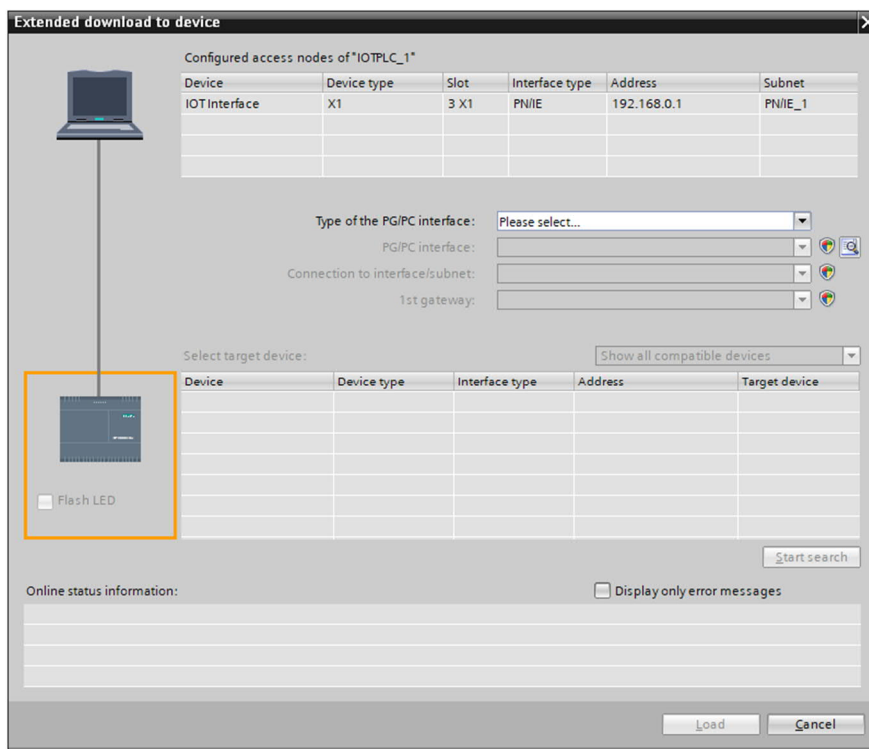 Extended download to device
Configured access nodes of "IOTPLC_1"
Device Device type Slot Interface type Address Subnet
IOT Interface X1 3 X1 PN/IE 192.168.0.1 PN/IE_1
Type of the PG/PC interface: Please select...
PG/PC interface:
Connection to interface/subnet:
1st gateway:
Select target device: Show all compatible devices
Device Device type Interface type Address Target device
Flash LED
Start search
Online status information: Display only error messages
Load Cancel